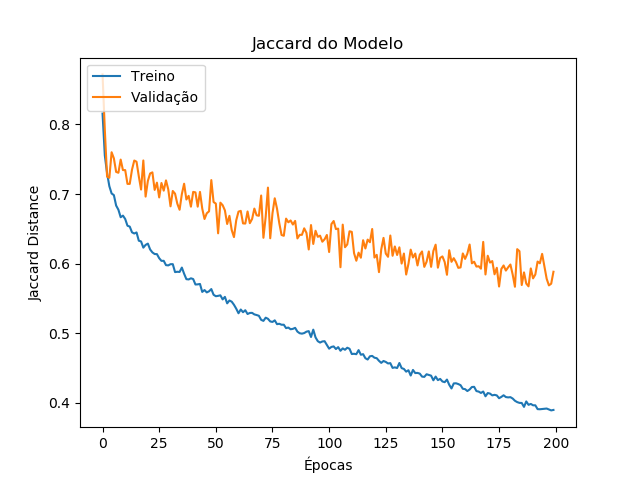 Jaccard do Modelo
Treino
Validação
Jaccard Distance
0.8
0.7
0.6
0.5
0.4
0 25 50 75 100 125 150 175 200
Épocas